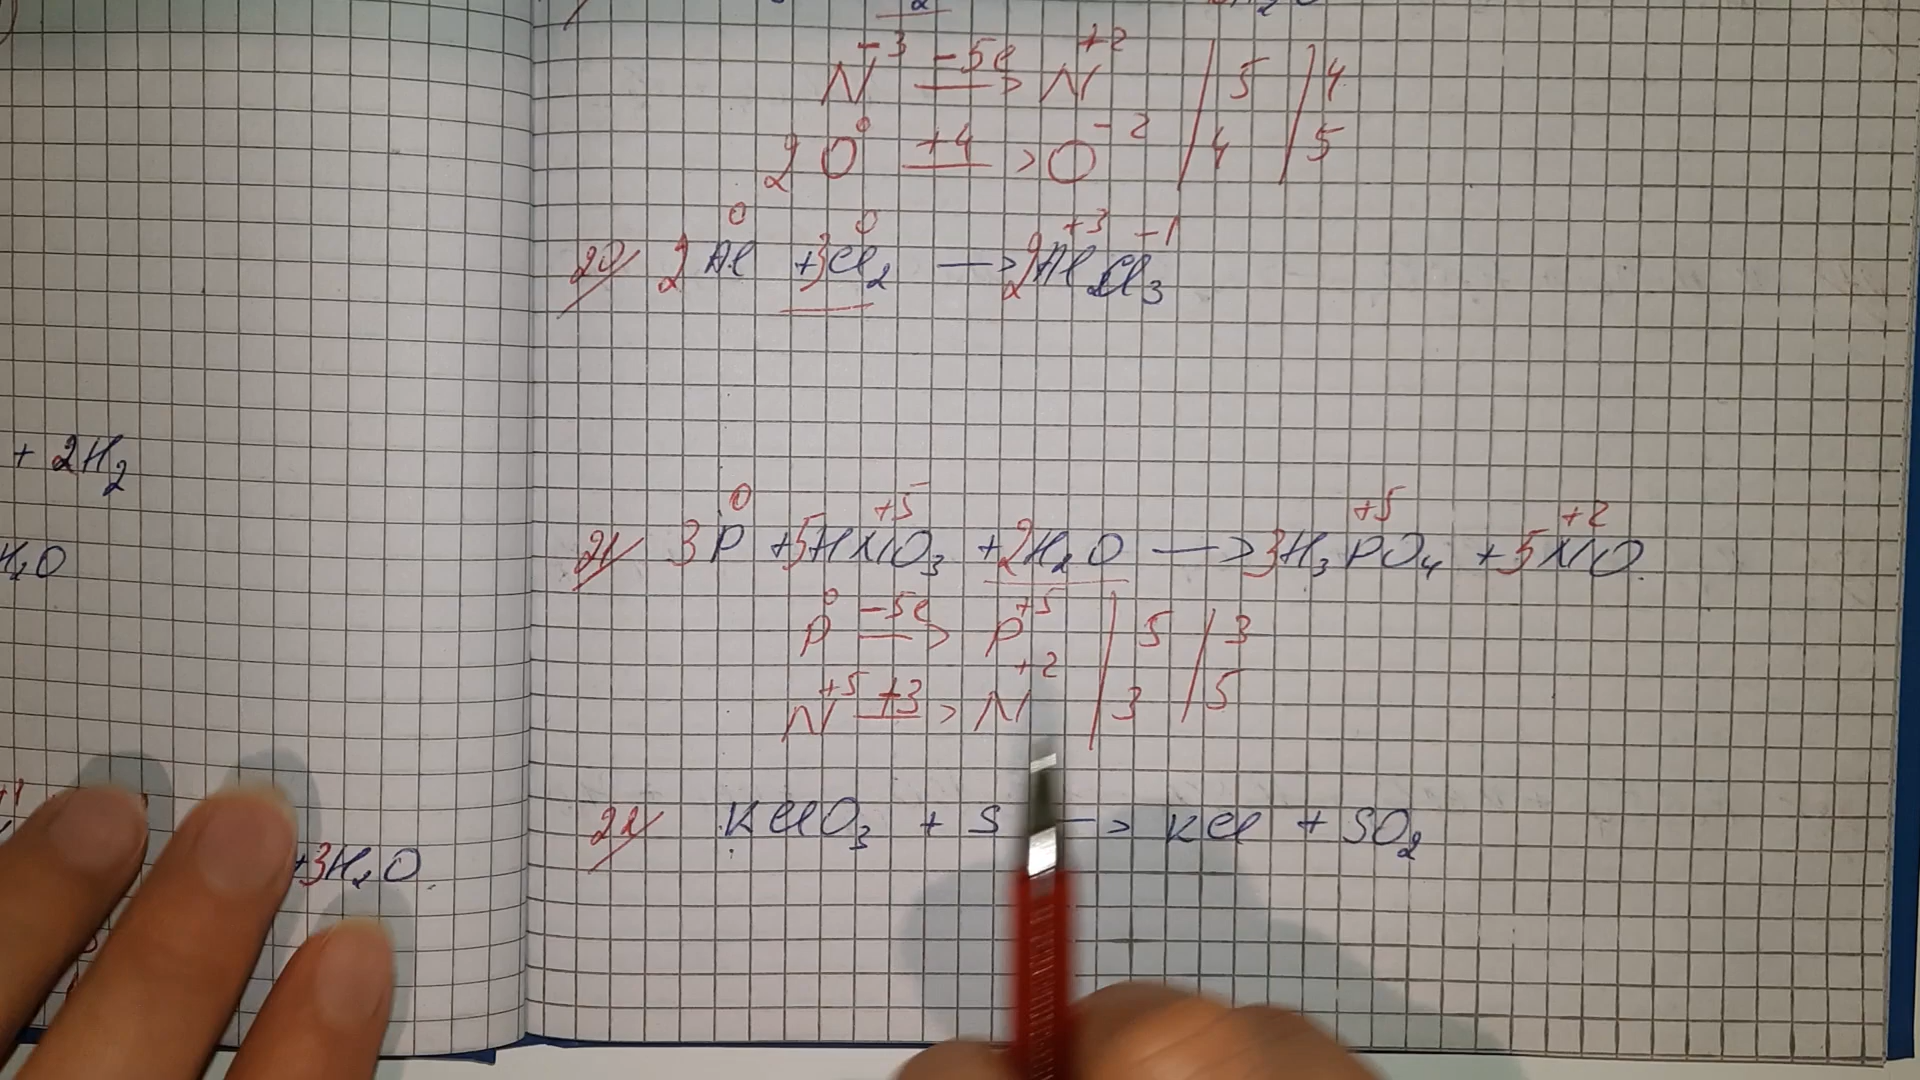 N⁻³ −5e → N⁺² | 5 | 4
2O⁰ +4 → O⁻² | 4 | 5
20/ 2Al⁰ + 3Cl₂⁰ → 2Al⁺³Cl₃⁻¹
+ 2H₂
21/ 3P⁰ + 5HN⁺⁵O₃ + 2H₂O → 3H₃P⁺⁵O₄ + 5N⁺²O
H₂O
P⁰ −5e → P⁺⁵ | 5 | 3
N⁺⁵ +3 → N⁺² | 3 | 5
22/ KClO₃ + S → KCl + SO₂
+3H₂O.